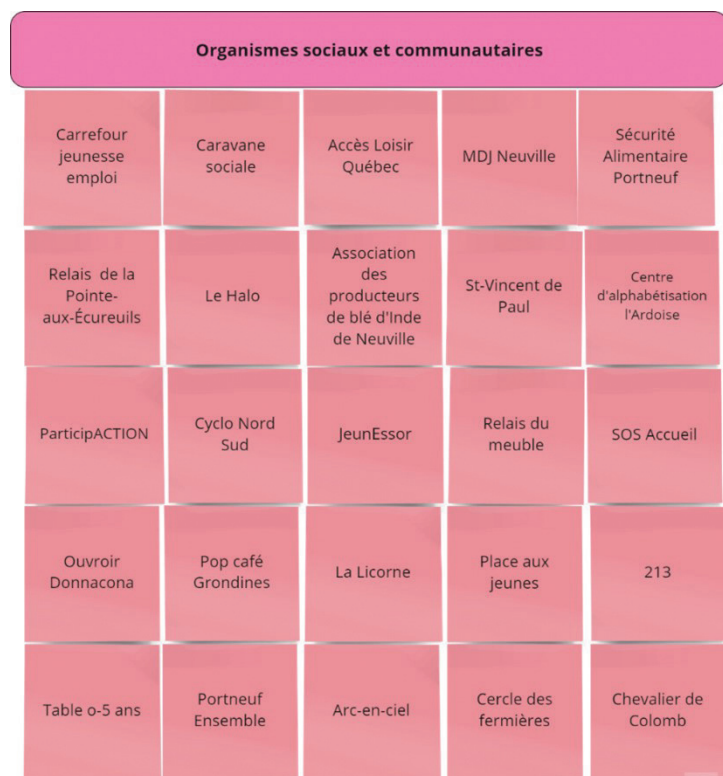 Organismes sociaux et communautaires
Carrefour
jeunesse
emploi
Caravane
sociale
Accès Loisir
Québec
MDJ Neuville
Sécurité
Alimentaire
Portneuf
Relais de la
Pointe-
aux-Écureuils
Le Halo
Association
des
producteurs
de blé d'Inde
de Neuville
St-Vincent de
Paul
Centre
d'alphabétisation
l'Ardoise
ParticipACTION
Cyclo Nord
Sud
JeunEssor
Relais du
meuble
SOS Accueil
Ouvroir
Donnacona
Pop café
Grondines
La Licorne
Place aux
jeunes
213
Table o-5 ans
Portneuf
Ensemble
Arc-en-ciel
Cercle des
fermières
Chevalier de
Colomb